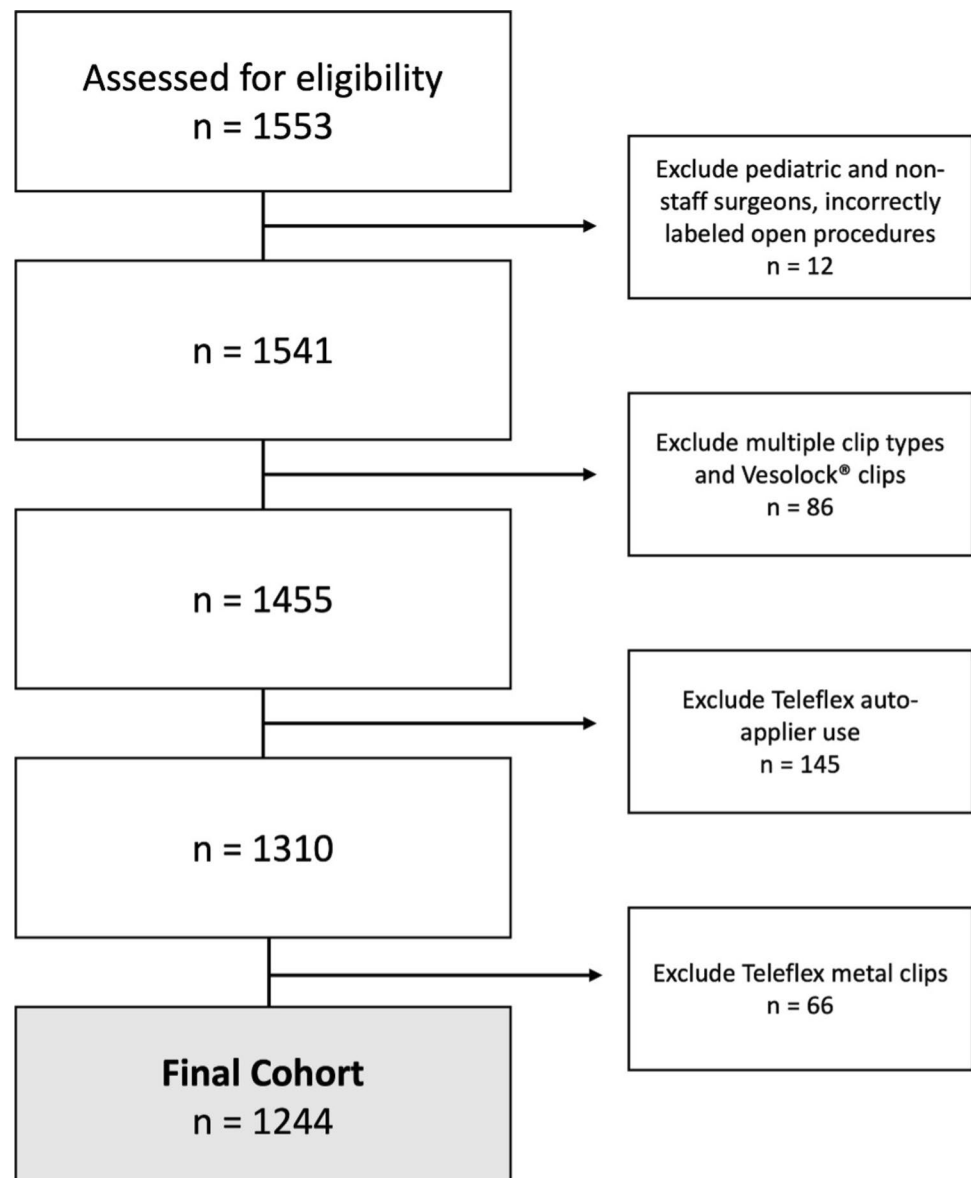 Assessed for eligibility
n = 1553
Exclude pediatric and non-
staff surgeons, incorrectly
labeled open procedures
n = 12
n = 1541
Exclude multiple clip types
and Vesolock® clips
n = 86
n = 1455
Exclude Teleflex auto-
applier use
n = 145
n = 1310
Exclude Teleflex metal clips
n = 66
Final Cohort
n = 1244